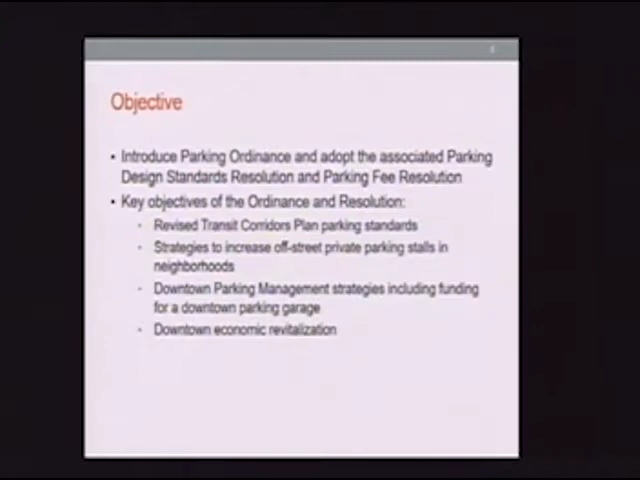 Objective
• Introduce Parking Ordinance and adopt the associated Parking
Design Standards Resolution and Parking Fee Resolution
• Key objectives of the Ordinance and Resolution:
• Revised Transit Corridors Plan parking standards
• Strategies to increase off-street private parking stalls in
neighborhoods
• Downtown Parking Management strategies including funding
for a downtown parking garage
• Downtown economic revitalization